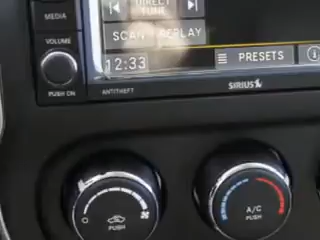 MEDIA
DIRECT
TUNE
VOLUME
SCAN REPLAY
12:33
PRESETS
PUSH ON
ANTITHEFT
SIRIUS
A/C
PUSH
PUSH